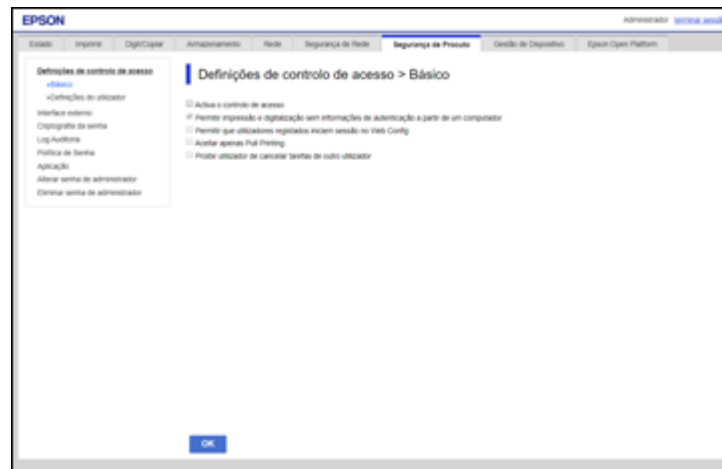 EPSON
Administrador terminar sessã
Estado Imprimir Digit/Copiar Armazenamento Rede Segurança de Rede Segurança de Produto Gestão de Dispositivo Epson Open Platform
Definições de controlo de acesso
»Básico
»Definições do utilizador
Interface externo
Criptografia da senha
Log Auditoria
Política de Senha
Aplicação
Alterar senha de administrador
Eliminar senha de administrador
Definições de controlo de acesso > Básico
Activa o controlo de acesso
Permitir impressão e digitalização sem informações de autenticação a partir de um computador
Permitir que utilizadores registados iniciem sessão no Web Config
Aceitar apenas Pull Printing
Proibir utilizador de cancelar tarefas de outro utilizador
OK